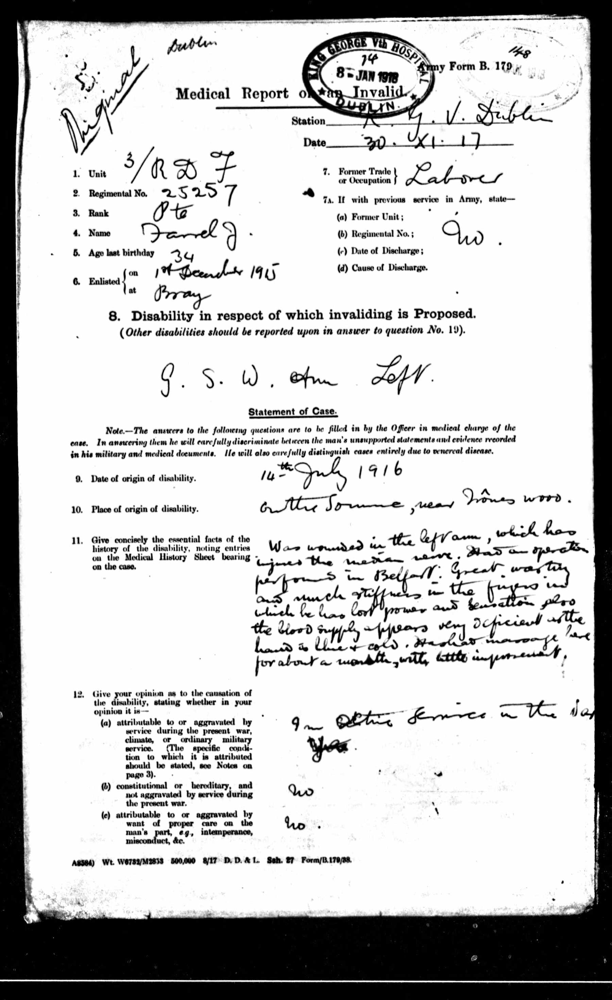 Dublin
Original
KING GEORGE Vth HOSPITAL
74
8 - JAN 1918
DUBLIN.
148
Army Form B. 179
Medical Report on an Invalid.
Station K. G. V. Dublin
Date 30. XI. 17
1. Unit 3/R D F
2. Regimental No. 25257
3. Rank Pte
4. Name Farrel J.
5. Age last birthday 34
6. Enlisted { on 1st December 1915
at Bray
7. Former Trade or Occupation } Laborer
7A. If with previous service in Army, state—
(a) Former Unit;
(b) Regimental No.; No.
(c) Date of Discharge;
(d) Cause of Discharge.
8. Disability in respect of which invaliding is Proposed.
(Other disabilities should be reported upon in answer to question No. 19).
G. S. W. Arm Left.
Statement of Case.
Note.—The answers to the following questions are to be filled in by the Officer in medical charge of the
case. In answering them he will carefully discriminate between the man's unsupported statements and evidence recorded
in his military and medical documents. He will also carefully distinguish cases entirely due to venereal disease.
9. Date of origin of disability. 14th July 1916
10. Place of origin of disability. On the Somme, near Trônes wood.
11. Give concisely the essential facts of the
history of the disability, noting entries
on the Medical History Sheet bearing
on the case.
Was wounded in the left arm, which has
injured the median nerve. Had an operation
performed in Belfast. Great wasting
and much stiffness in the fingers in
which he has lost power and sensation also
the blood supply appears very deficient as the
hand is blue & cold. Has had massage here
for about a month, with little improvement.
12. Give your opinion as to the causation of
the disability, stating whether in your
opinion it is—
(a) attributable to or aggravated by
service during the present war,
climate, or ordinary military
service. (The specific condi-
tion to which it is attributed
should be stated, see Notes on
page 3).
In Active Service in the War
Yes.
(b) constitutional or hereditary, and
not aggravated by service during
the present war.
No
(c) attributable to or aggravated by
want of proper care on the
man's part, e.g., intemperance,
misconduct, &c.
No.
A8584) Wt. W6732/M2853 500,000 8/17 D. D. & L. Sch. 27 Form/B.179/38.